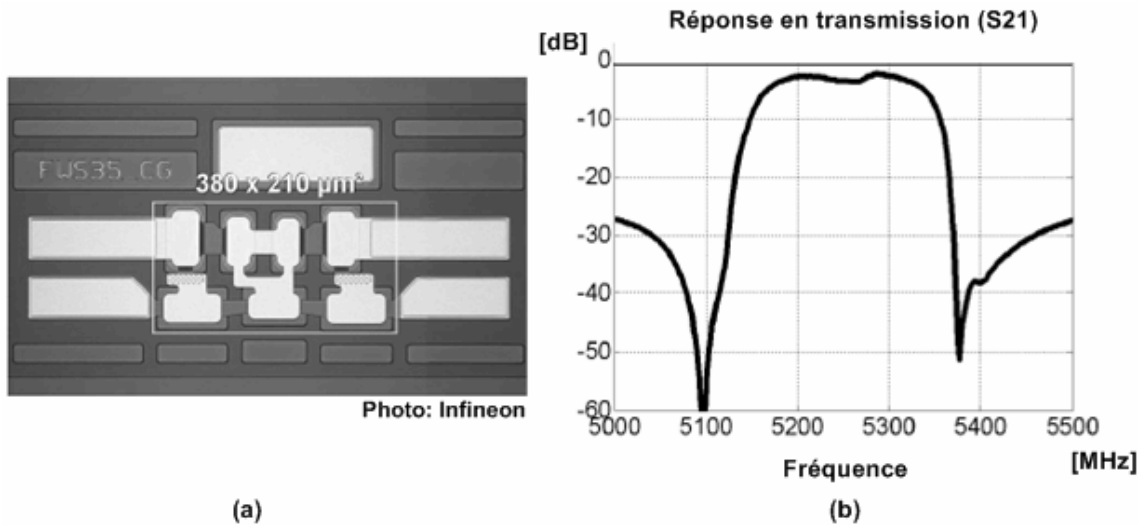 FWS35_CG
380 x 210 µm²
Photo: Infineon
(a)
Réponse en transmission (S21)
[dB]
0
-10
-20
-30
-40
-50
-60
5000
5100
5200
5300
5400
5500
[MHz]
Fréquence
(b)